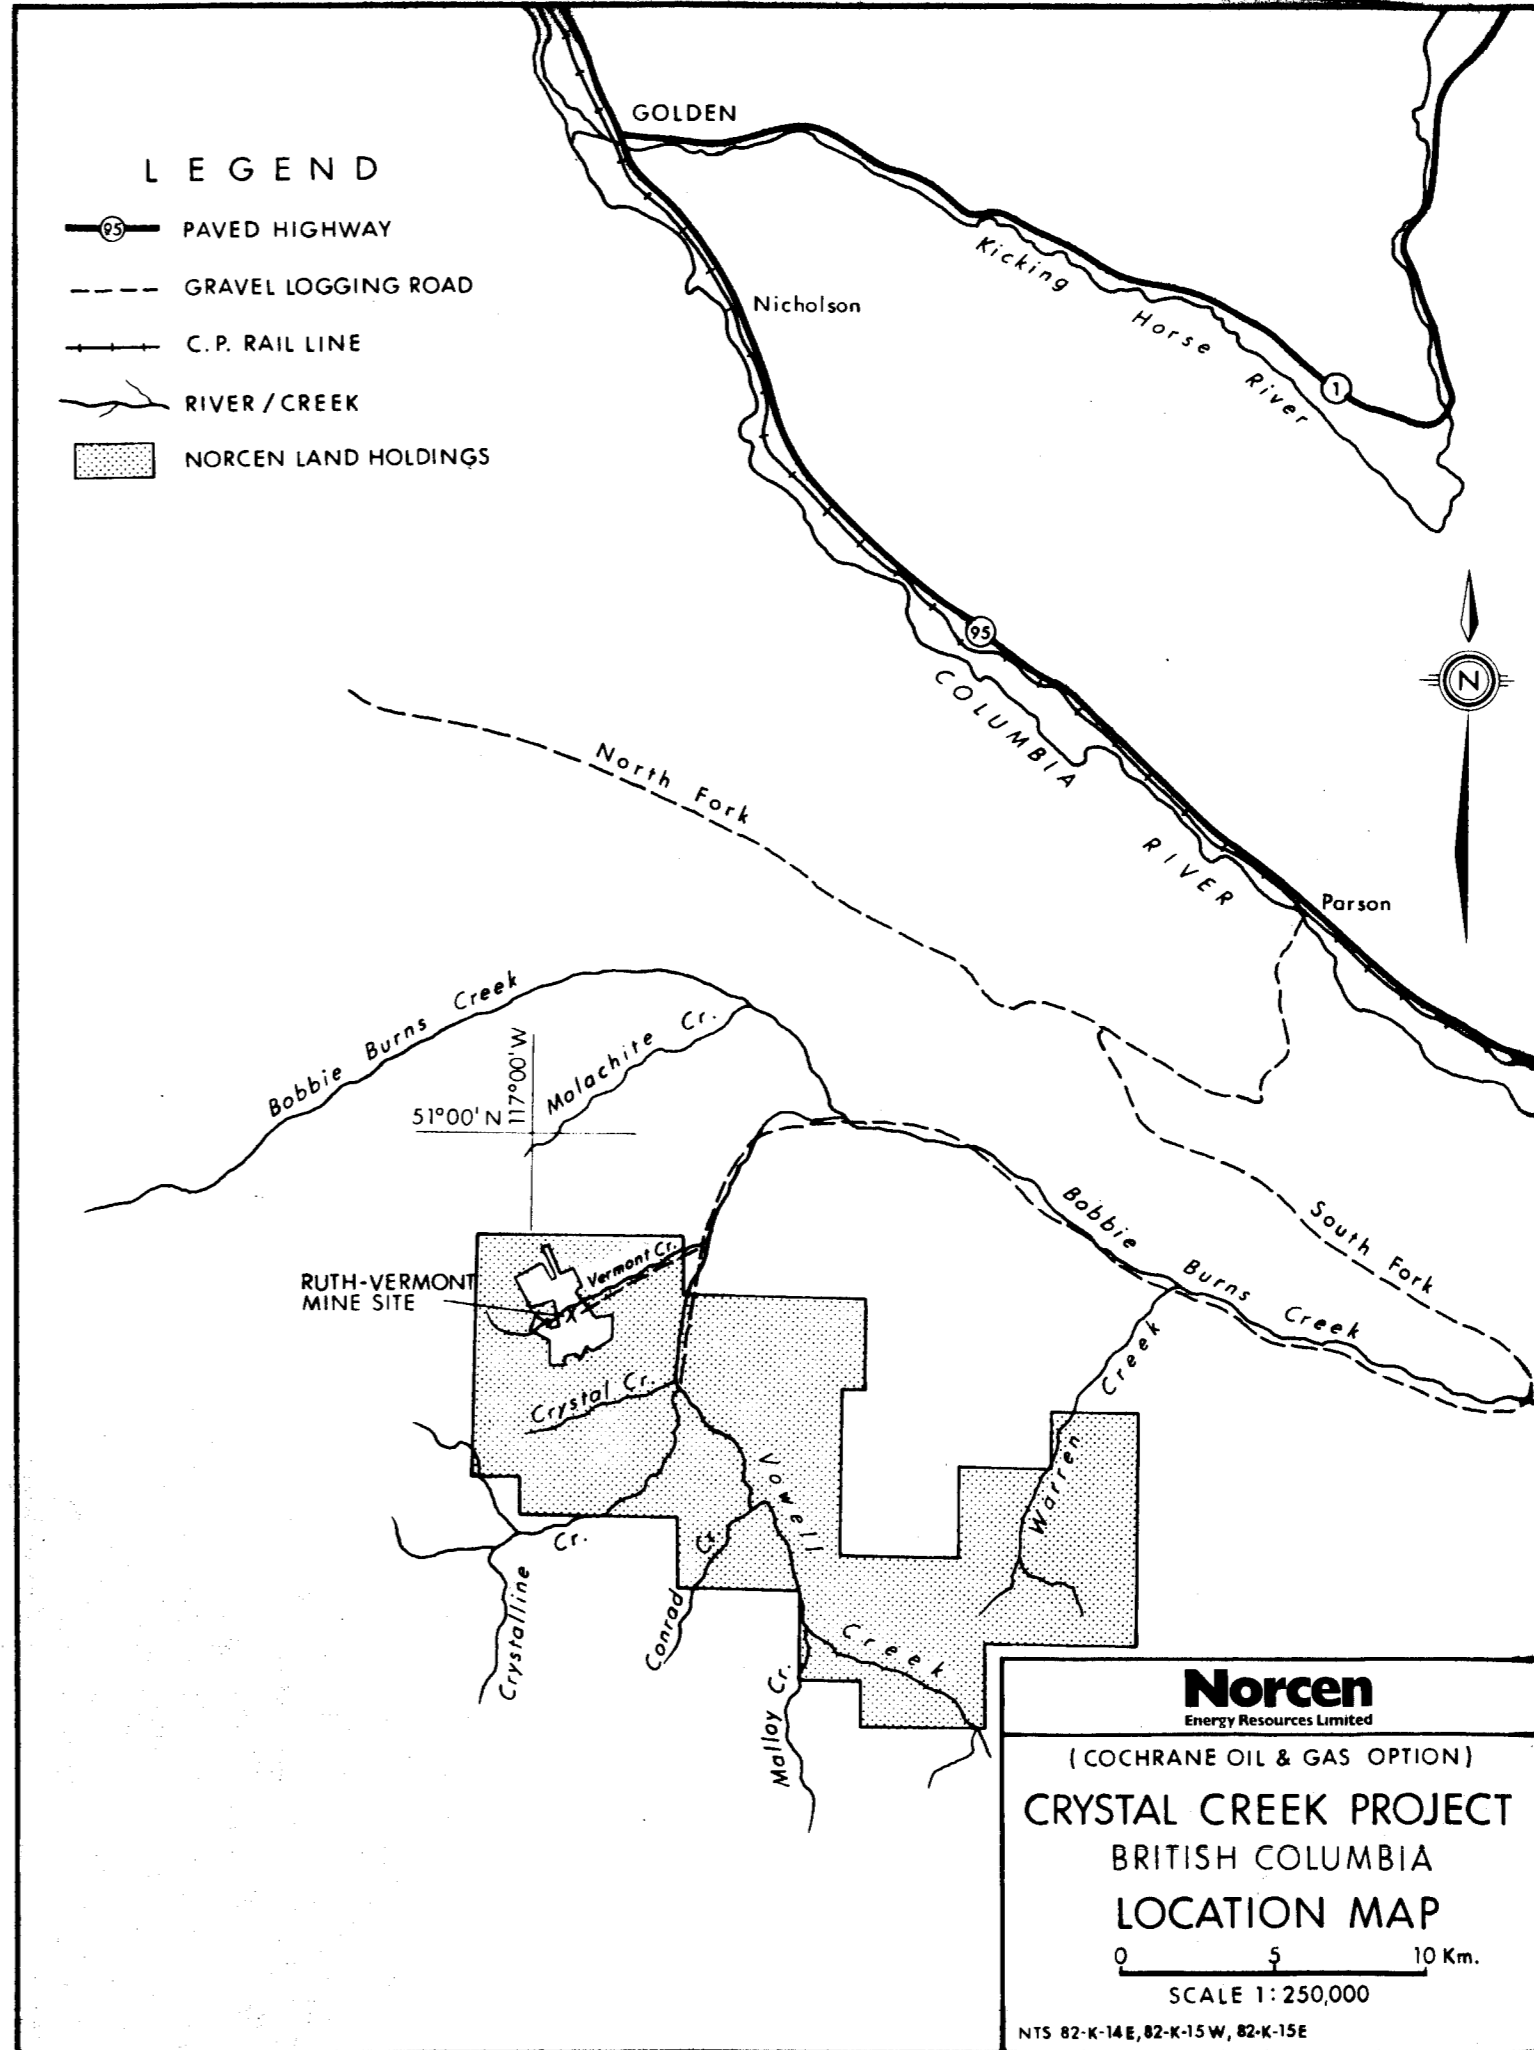 GOLDEN
LEGEND
95 PAVED HIGHWAY
GRAVEL LOGGING ROAD
C.P. RAIL LINE
RIVER / CREEK
NORCEN LAND HOLDINGS
Kicking Horse River
1
Nicholson
95
COLUMBIA RIVER
N
North Fork
Parson
Bobbie Burns Creek
Malachite Cr.
51°00' N
117°00' W
Bobbie Burns Creek
South Fork
RUTH-VERMONT
MINE SITE
Vermont Cr.
Crystal Cr.
Vowell Creek
Warren Creek
Crystalline Cr.
Conrad Cr.
Malloy Cr.
Norcen
Energy Resources Limited
( COCHRANE OIL & GAS OPTION )
CRYSTAL CREEK PROJECT
BRITISH COLUMBIA
LOCATION MAP
0 5 10 Km.
SCALE 1:250,000
NTS 82-K-14E, 82-K-15W, 82-K-15E